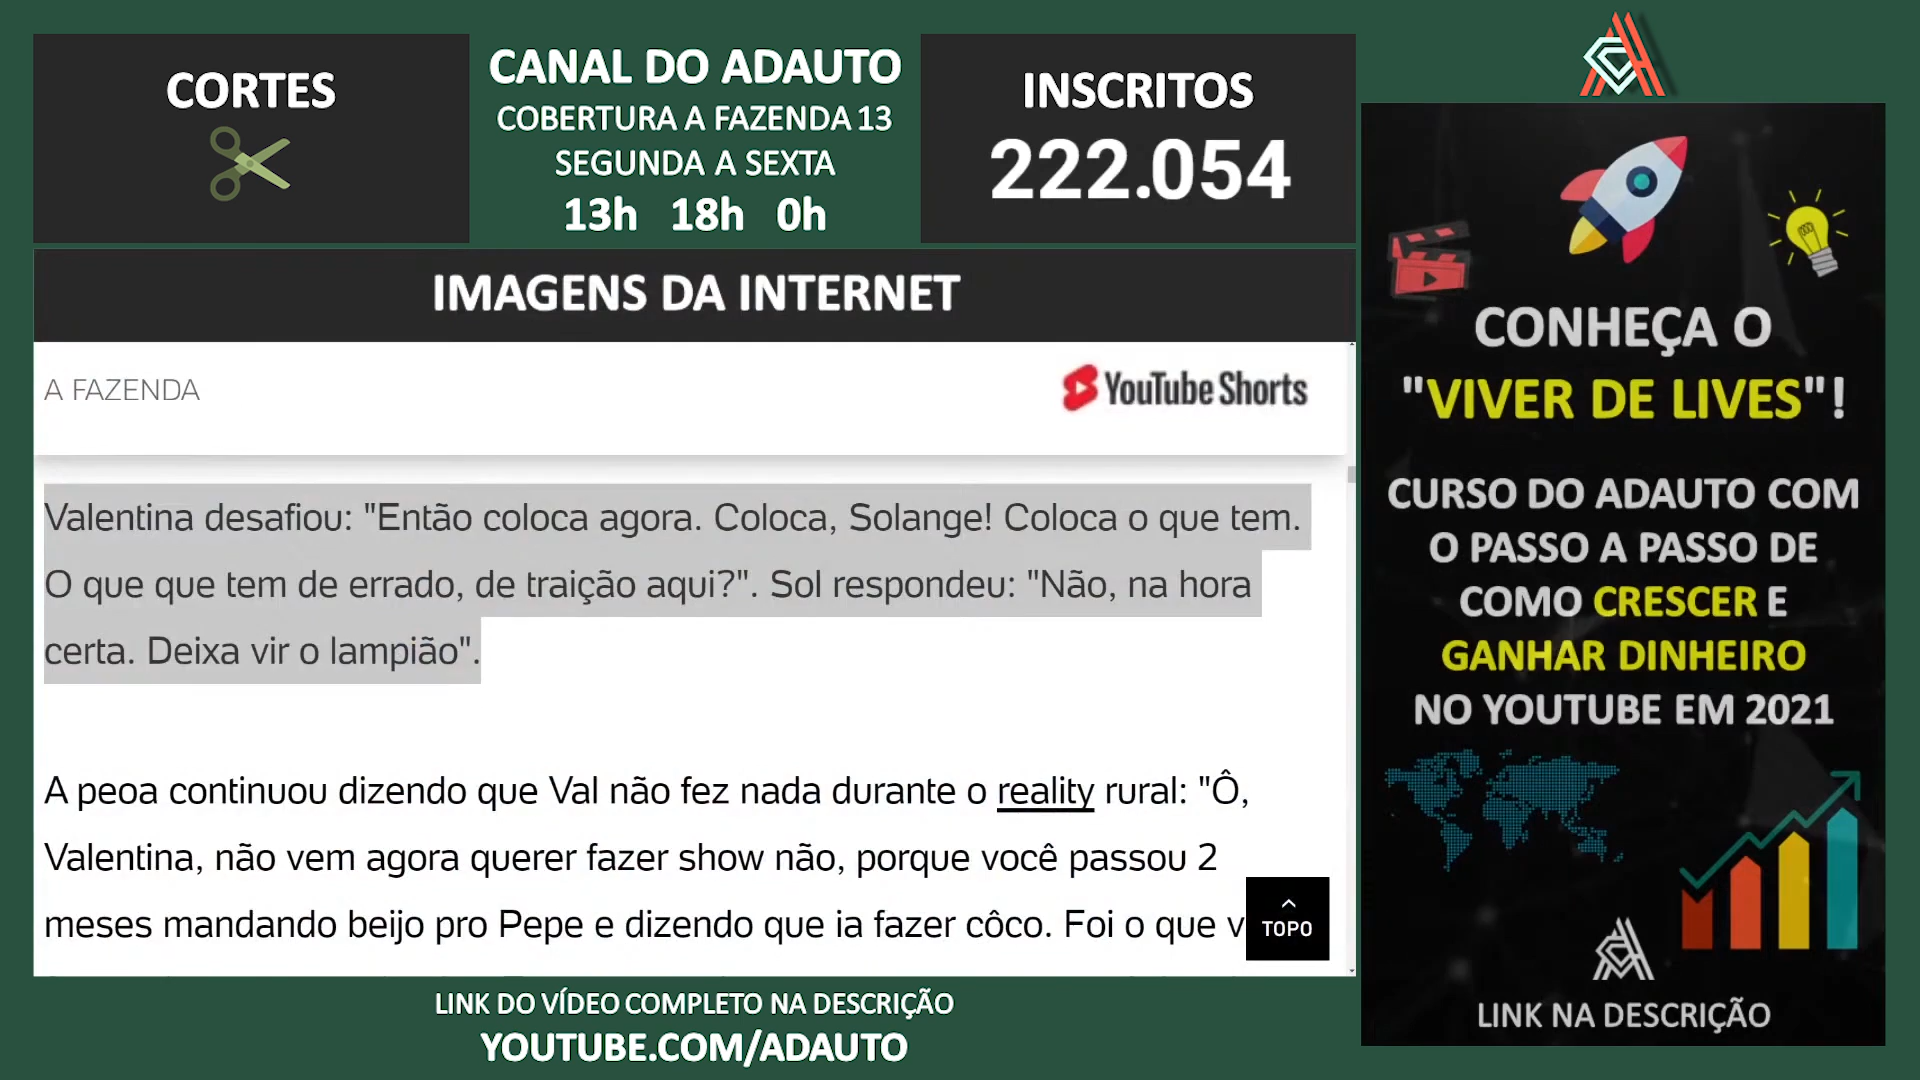 CORTES
CANAL DO ADAUTO
COBERTURA A FAZENDA 13
SEGUNDA A SEXTA
13h 18h 0h
INSCRITOS
222.054
IMAGENS DA INTERNET
A FAZENDA
YouTube Shorts
Valentina desafiou: "Então coloca agora. Coloca, Solange! Coloca o que tem.
O que que tem de errado, de traição aqui?". Sol respondeu: "Não, na hora
certa. Deixa vir o lampião".
A peoa continuou dizendo que Val não fez nada durante o reality rural: "Ô,
Valentina, não vem agora querer fazer show não, porque você passou 2
meses mandando beijo pro Pepe e dizendo que ia fazer côco. Foi o que v
TOPO
LINK DO VÍDEO COMPLETO NA DESCRIÇÃO
YOUTUBE.COM/ADAUTO
CONHEÇA O
"VIVER DE LIVES"!
CURSO DO ADAUTO COM
O PASSO A PASSO DE
COMO CRESCER E
GANHAR DINHEIRO
NO YOUTUBE EM 2021
LINK NA DESCRIÇÃO